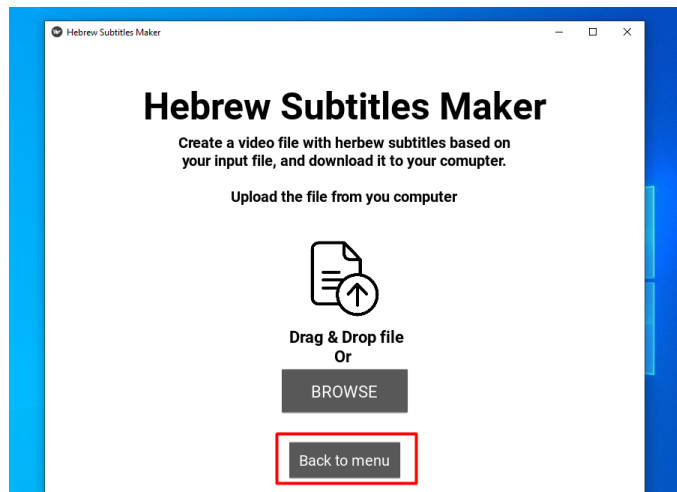 Hebrew Subtitles Maker
Hebrew Subtitles Maker
Create a video file with herbew subtitles based on
your input file, and download it to your comupter.
Upload the file from you computer
Drag & Drop file
Or
BROWSE
Back to menu